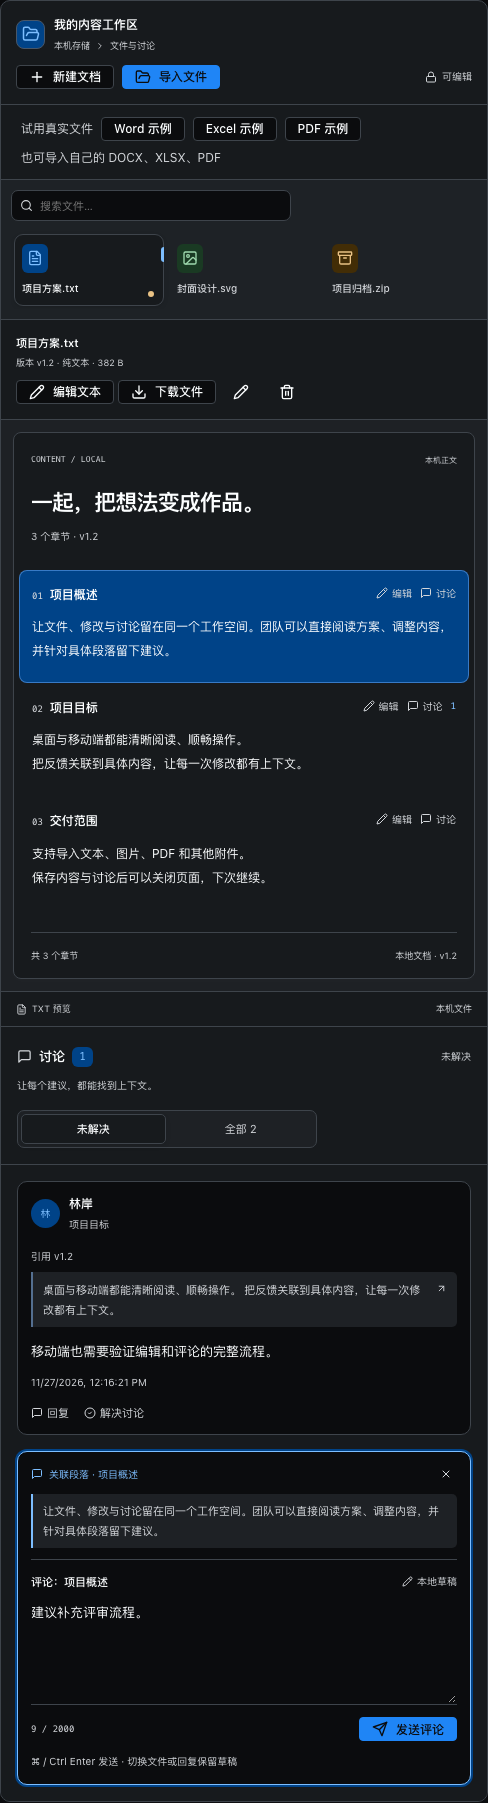 我的内容工作区
本机存储 > 文件与讨论
新建文档 导入文件 可编辑
试用真实文件 Word 示例 Excel 示例 PDF 示例
也可导入自己的 DOCX、XLSX、PDF
搜索文件...
项目方案.txt 封面设计.svg 项目归档.zip
项目方案.txt
版本 v1.2 · 纯文本 · 382 B
编辑文本 下载文件
CONTENT / LOCAL 本机正文
一起，把想法变成作品。
3 个章节 · v1.2
01 项目概述 编辑 讨论
让文件、修改与讨论留在同一个工作空间。团队可以直接阅读方案、调整内容，
并针对具体段落留下建议。
02 项目目标 编辑 讨论 1
桌面与移动端都能清晰阅读、顺畅操作。
把反馈关联到具体内容，让每一次修改都有上下文。
03 交付范围 编辑 讨论
支持导入文本、图片、PDF 和其他附件。
保存内容与讨论后可以关闭页面，下次继续。
共 3 个章节 本地文档 · v1.2
TXT 预览 本机文件
讨论 1 未解决
让每个建议，都能找到上下文。
未解决 全部 2
林 林岸
项目目标
引用 v1.2
桌面与移动端都能清晰阅读、顺畅操作。 把反馈关联到具体内容，让每一次修
改都有上下文。
移动端也需要验证编辑和评论的完整流程。
11/27/2026, 12:16:21 PM
回复 解决讨论
关联段落 · 项目概述
让文件、修改与讨论留在同一个工作空间。团队可以直接阅读方案、调整内容，并
针对具体段落留下建议。
评论：项目概述 本地草稿
建议补充评审流程。
9 / 2000 发送评论
⌘ / Ctrl Enter 发送 · 切换文件或回复保留草稿